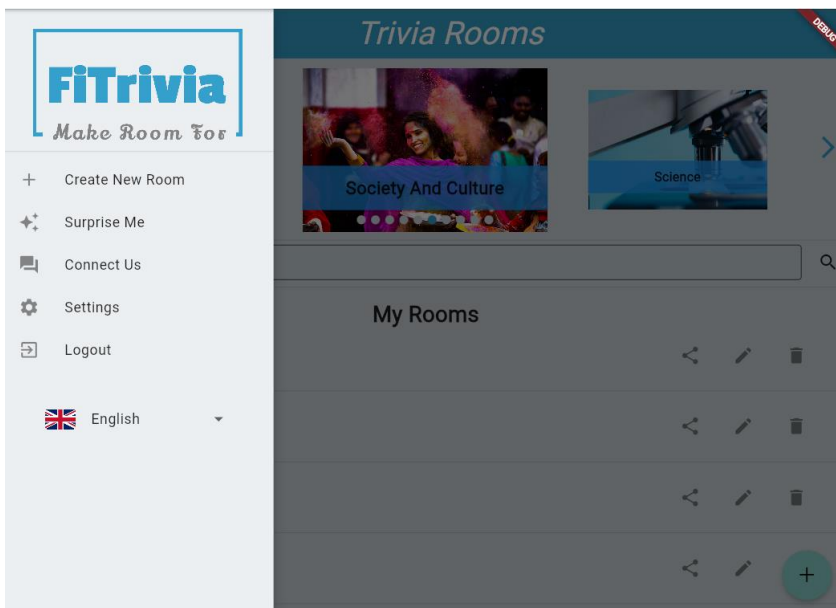 FiTrivia
Make Room For
Create New Room
Surprise Me
Connect Us
Settings
Logout
English
Trivia Rooms
DEBUG
Society And Culture
Science
My Rooms